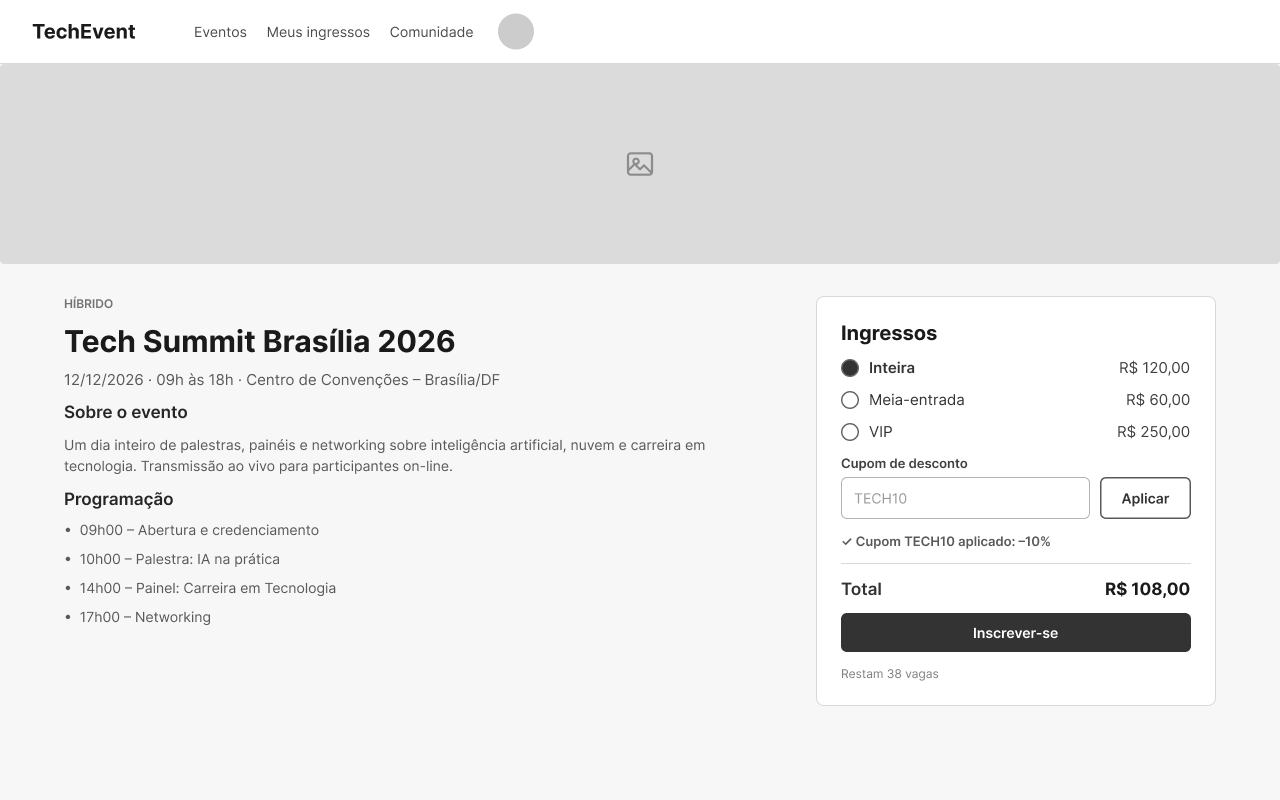 TechEvent
Eventos
Meus ingressos
Comunidade
HÍBRIDO
Tech Summit Brasília 2026
12/12/2026 · 09h às 18h · Centro de Convenções – Brasília/DF
Sobre o evento
Um dia inteiro de palestras, painéis e networking sobre inteligência artificial, nuvem e carreira em
tecnologia. Transmissão ao vivo para participantes on-line.
Programação
• 09h00 – Abertura e credenciamento
• 10h00 – Palestra: IA na prática
• 14h00 – Painel: Carreira em Tecnologia
• 17h00 – Networking
Ingressos
Inteira R$ 120,00
Meia-entrada R$ 60,00
VIP R$ 250,00
Cupom de desconto
TECH10
Aplicar
✓ Cupom TECH10 aplicado: −10%
Total R$ 108,00
Inscrever-se
Restam 38 vagas